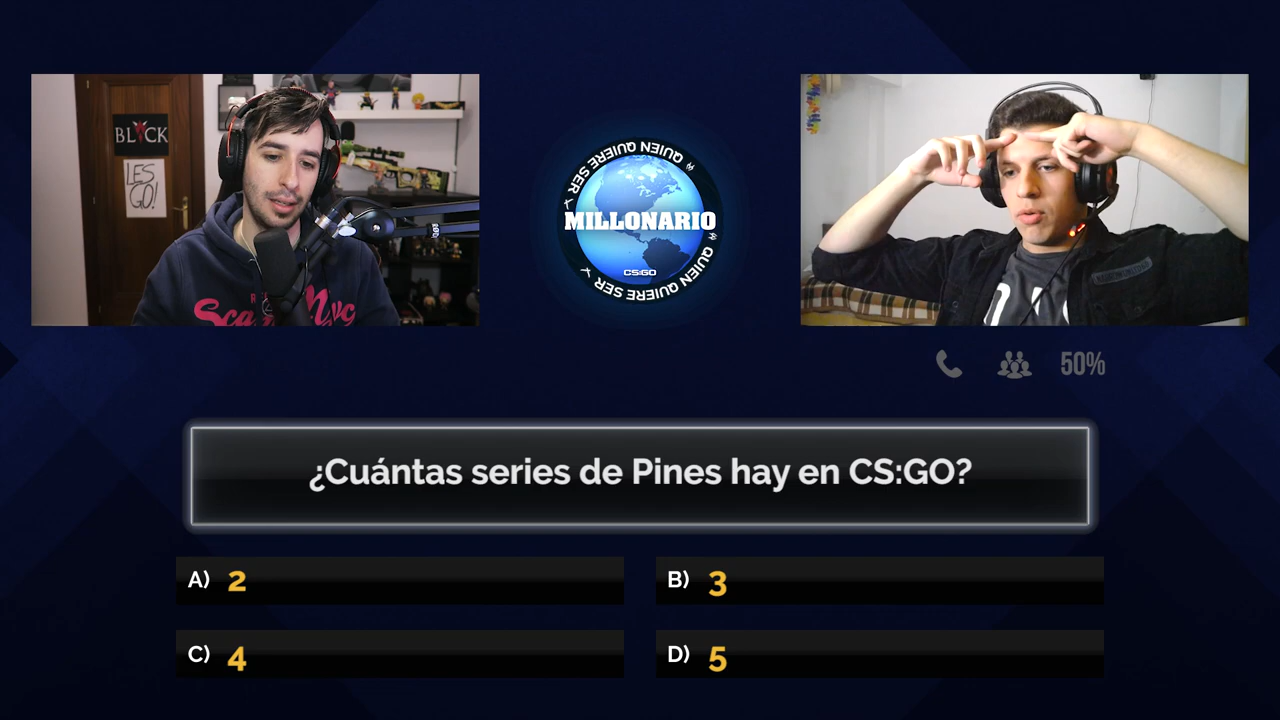 BLACK
LES
GO!
QUIEN QUIERE SER
MILLONARIO
QUIEN QUIERE SER
CS:GO
50%
¿Cuántas series de Pines hay en CS:GO?
A) 2
B) 3
C) 4
D) 5